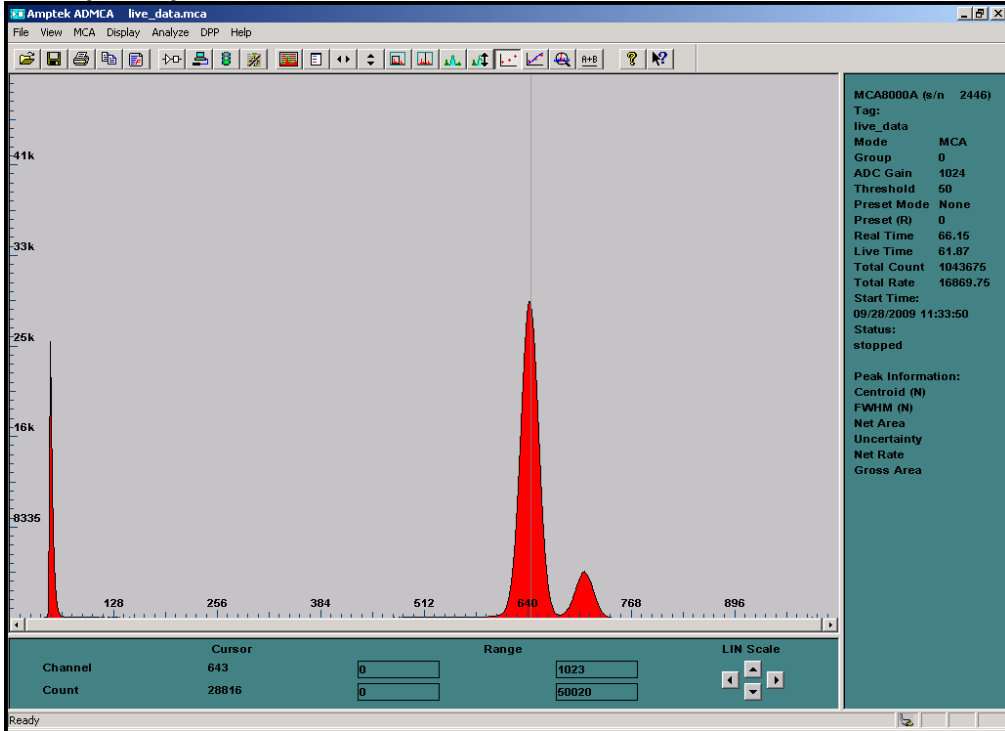 Amptek ADMCA live_data.mca
File View MCA Display Analyze DPP Help
A+B
41k
33k
25k
16k
8335
128 256 384 512 640 768 896
MCA8000A (s/n 2446)
Tag:
live_data
Mode MCA
Group 0
ADC Gain 1024
Threshold 50
Preset Mode None
Preset (R) 0
Real Time 66.15
Live Time 61.87
Total Count 1043675
Total Rate 16869.75
Start Time:
09/28/2009 11:33:50
Status:
stopped
Peak Information:
Centroid (N)
FWHM (N)
Net Area
Uncertainty
Net Rate
Gross Area
Cursor Range LIN Scale
Channel 643 0 1023
Count 28816 0 50020
Ready